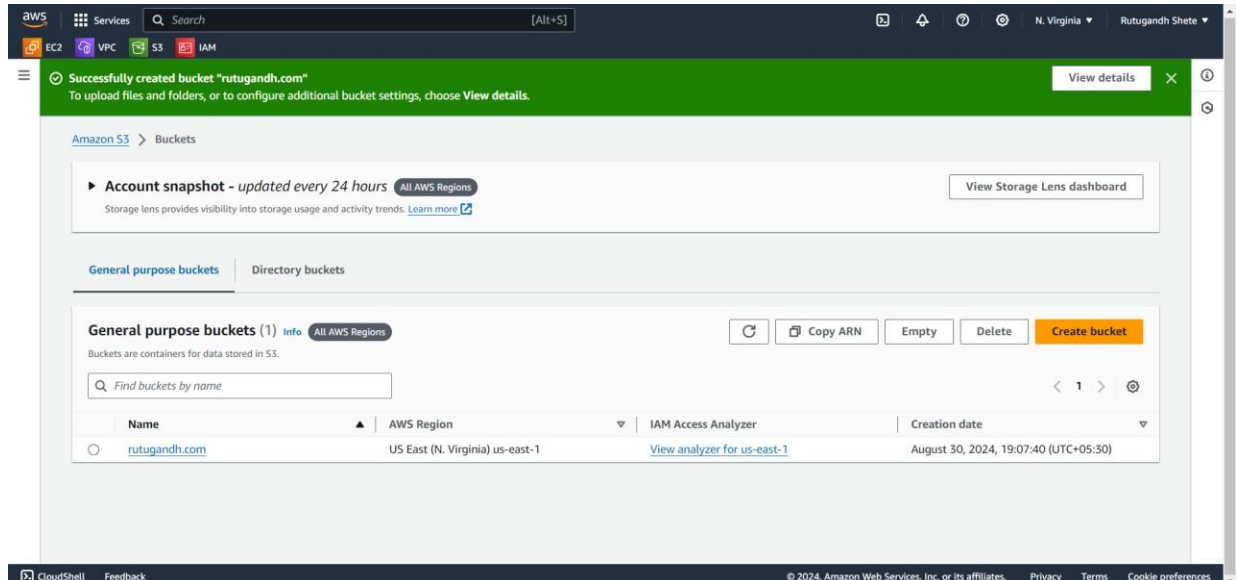 aws Services Search [Alt+S] N. Virginia ▼ Rutugandh Shete ▼
EC2 VPC S3 IAM
Successfully created bucket "rutugandh.com" View details
To upload files and folders, or to configure additional bucket settings, choose View details.
Amazon S3 > Buckets
Account snapshot - updated every 24 hours All AWS Regions View Storage Lens dashboard
Storage lens provides visibility into storage usage and activity trends. Learn more
General purpose buckets Directory buckets
General purpose buckets (1) Info All AWS Regions Copy ARN Empty Delete Create bucket
Buckets are containers for data stored in S3.
Find buckets by name < 1 >
Name AWS Region IAM Access Analyzer Creation date
rutugandh.com US East (N. Virginia) us-east-1 View analyzer for us-east-1 August 30, 2024, 19:07:40 (UTC+05:30)
CloudShell Feedback © 2024, Amazon Web Services, Inc. or its affiliates. Privacy Terms Cookie preferences